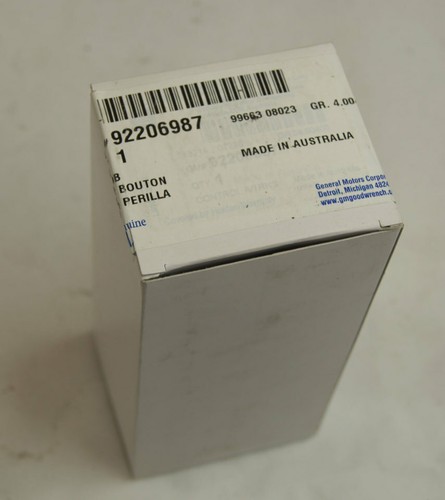 92206987 99663 08023 GR. 4.00
1 MADE IN AUSTRALIA
B
BOUTON
PERILLA
General Motors Corpor
Detroit, Michigan 482
www.gmgoodwrench.c
uine